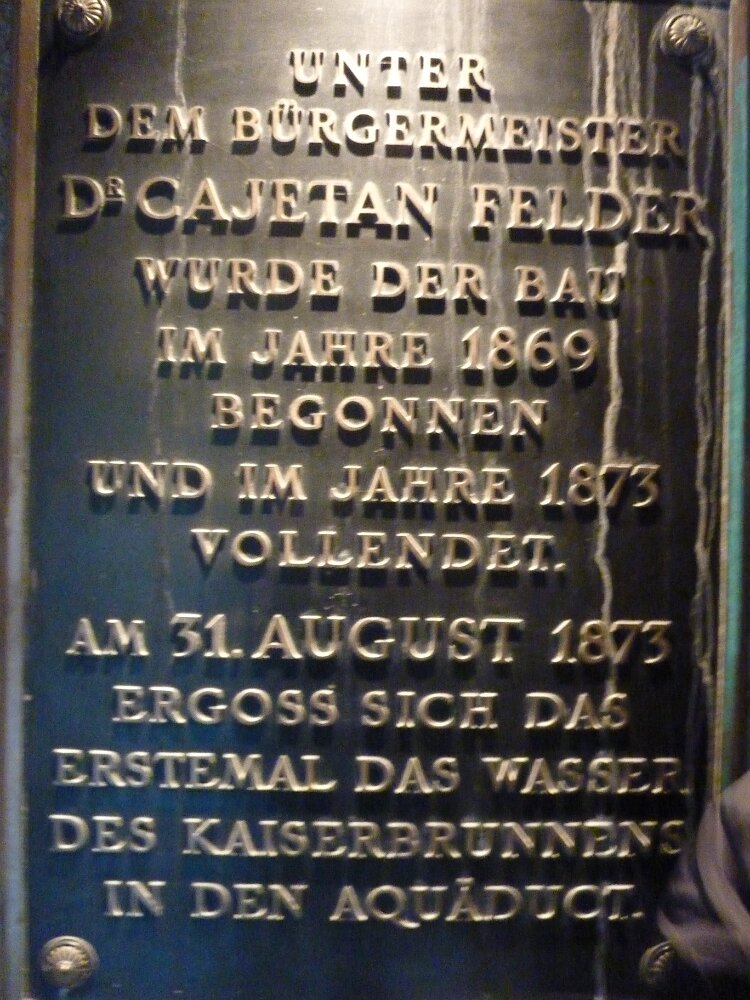 UNTER
DEM BÜRGERMEISTER
DR CAJETAN FELDER
WURDE DER BAU
IM JAHRE 1869
BEGONNEN
UND IM JAHRE 1873
VOLLENDET.
AM 31. AUGUST 1873
ERGOSS SICH DAS
ERSTEMAL DAS WASSER
DES KAISERBRUNNENS
IN DEN AQUÄDUCT.